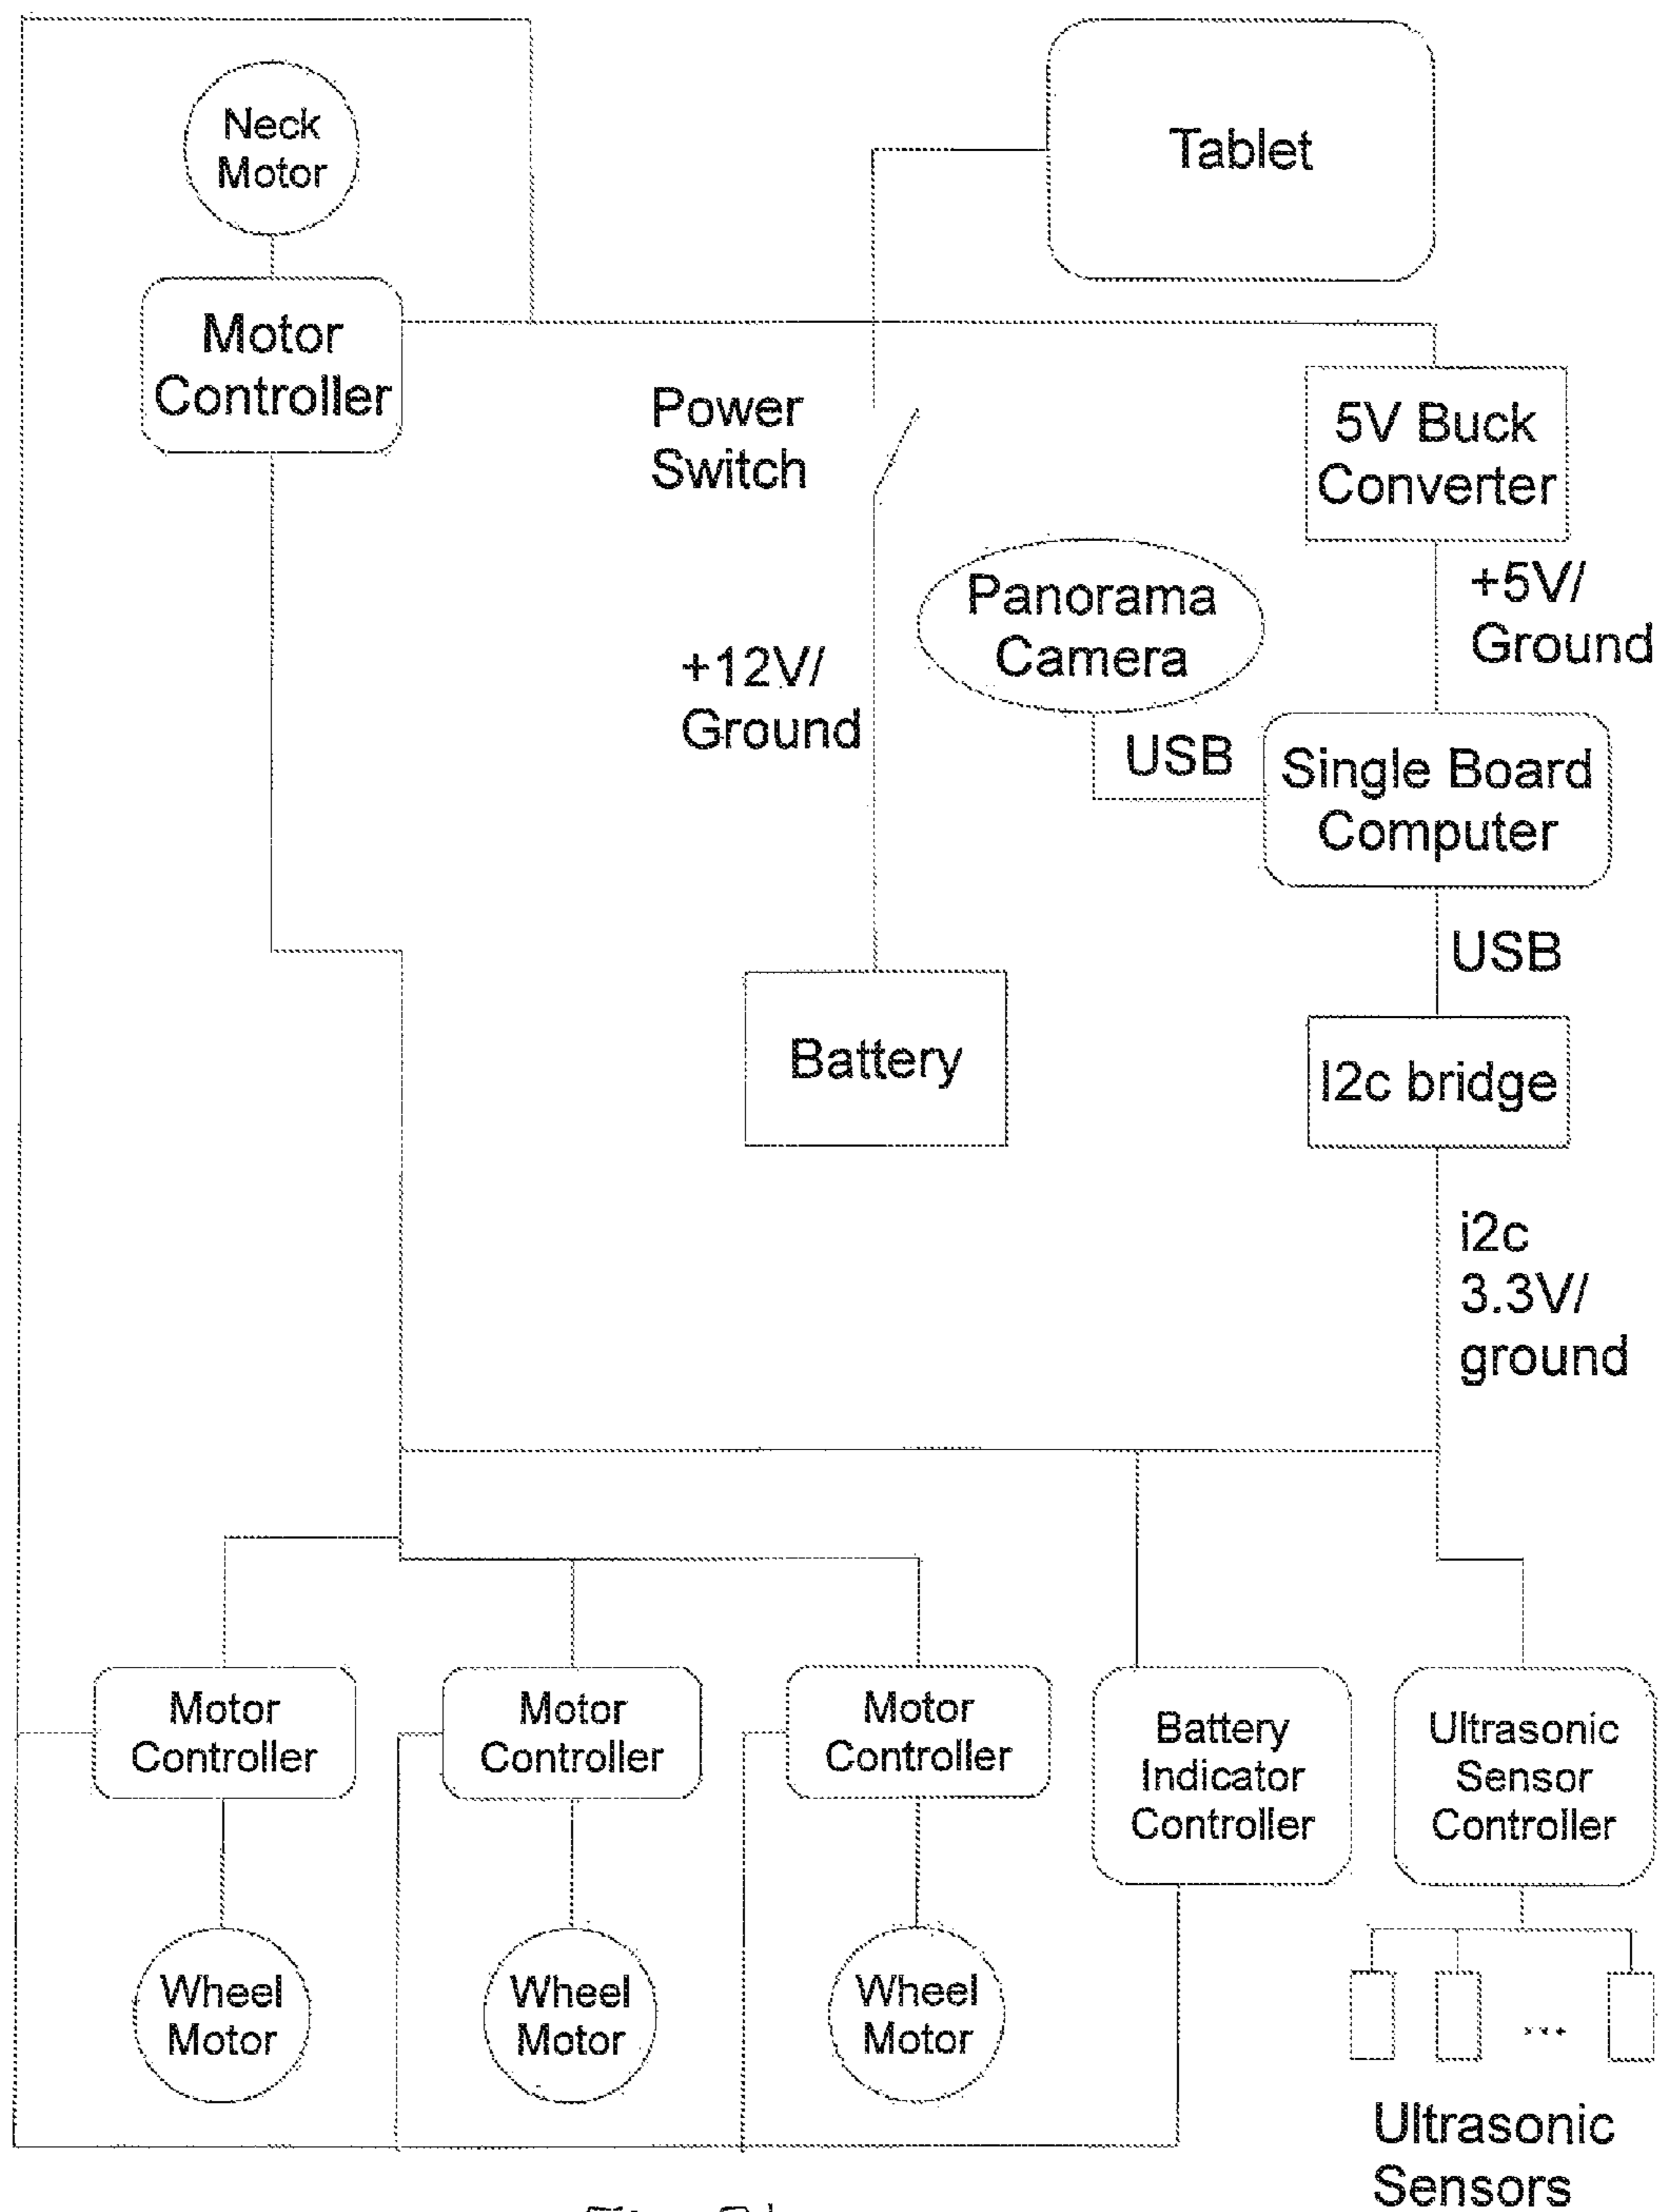 Neck
Motor
Tablet
Motor
Controller
Power
Switch
5V Buck
Converter
+5V/
Ground
Panorama
Camera
+12V/
Ground
USB
Single Board
Computer
USB
Battery
I2c bridge
i2c
3.3V/
ground
Motor
Controller
Motor
Controller
Motor
Controller
Battery
Indicator
Controller
Ultrasonic
Sensor
Controller
Wheel
Motor
Wheel
Motor
Wheel
Motor
Ultrasonic
Sensors